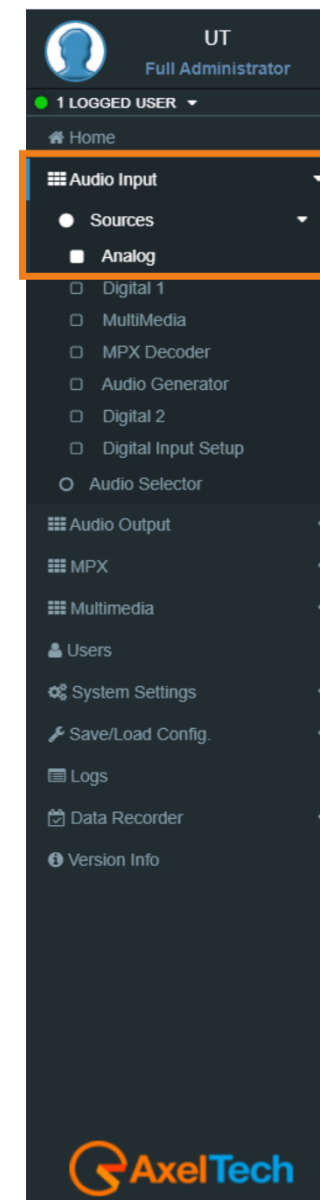 UT
Full Administrator
1 LOGGED USER
Home
Audio Input
Sources
Analog
Digital 1
MultiMedia
MPX Decoder
Audio Generator
Digital 2
Digital Input Setup
Audio Selector
Audio Output
MPX
Multimedia
Users
System Settings
Save/Load Config.
Logs
Data Recorder
Version Info
AxelTech